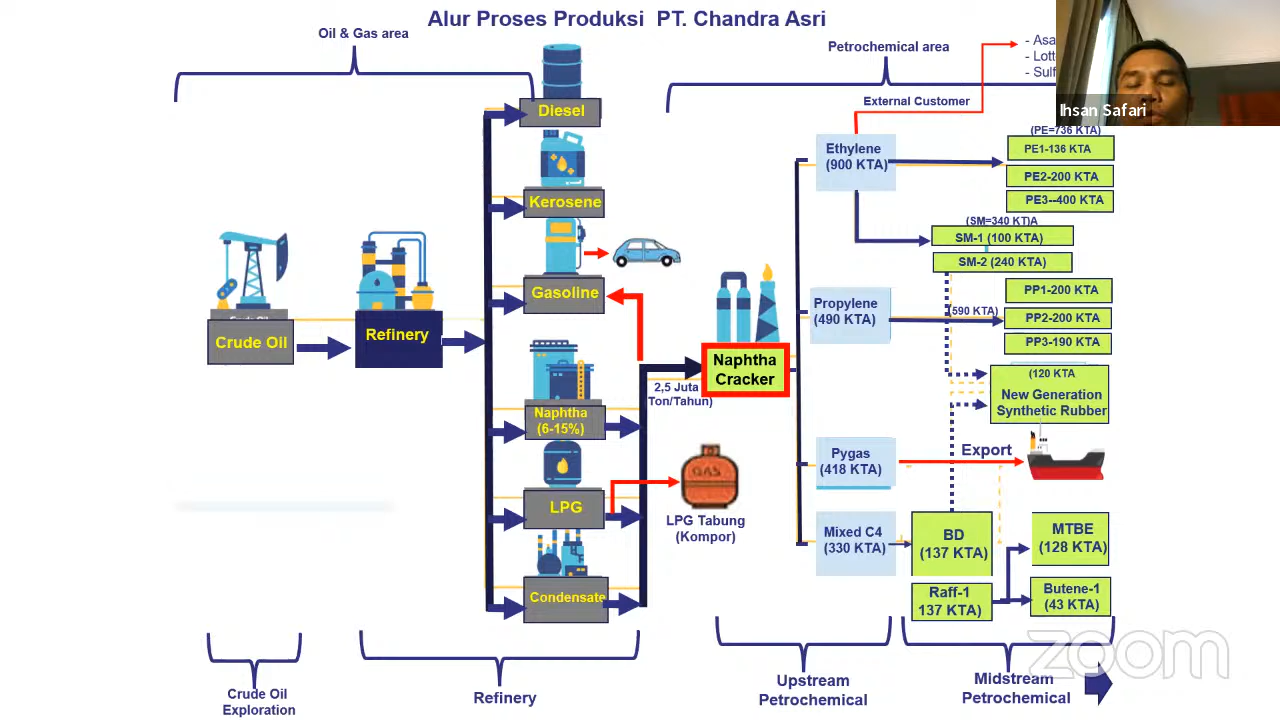 Alur Proses Produksi PT. Chandra Asri
Oil & Gas area
Petrochemical area
- Asa
- Lott
- Sulf
External Customer
Ihsan Safari
Diesel
Kerosene
Gasoline
Crude Oil
Refinery
Naphtha
(6-15%)
LPG
Condensate
2,5 Juta
Ton/Tahun)
Naphtha
Cracker
GAS
LPG Tabung
(Kompor)
Ethylene
(900 KTA)
Propylene
(490 KTA)
Pygas
(418 KTA)
Mixed C4
(330 KTA)
(PE=736 KTA)
PE1-136 KTA
PE2-200 KTA
PE3--400 KTA
(SM=340 KTA
SM-1 (100 KTA)
SM-2 (240 KTA)
(590 KTA)
PP1-200 KTA
PP2-200 KTA
PP3-190 KTA
(120 KTA
New Generation
Synthetic Rubber
Export
BD
(137 KTA)
Raff-1
137 KTA)
MTBE
(128 KTA)
Butene-1
(43 KTA)
Crude Oil
Exploration
Refinery
Upstream
Petrochemical
Midstream
Petrochemical
zoom